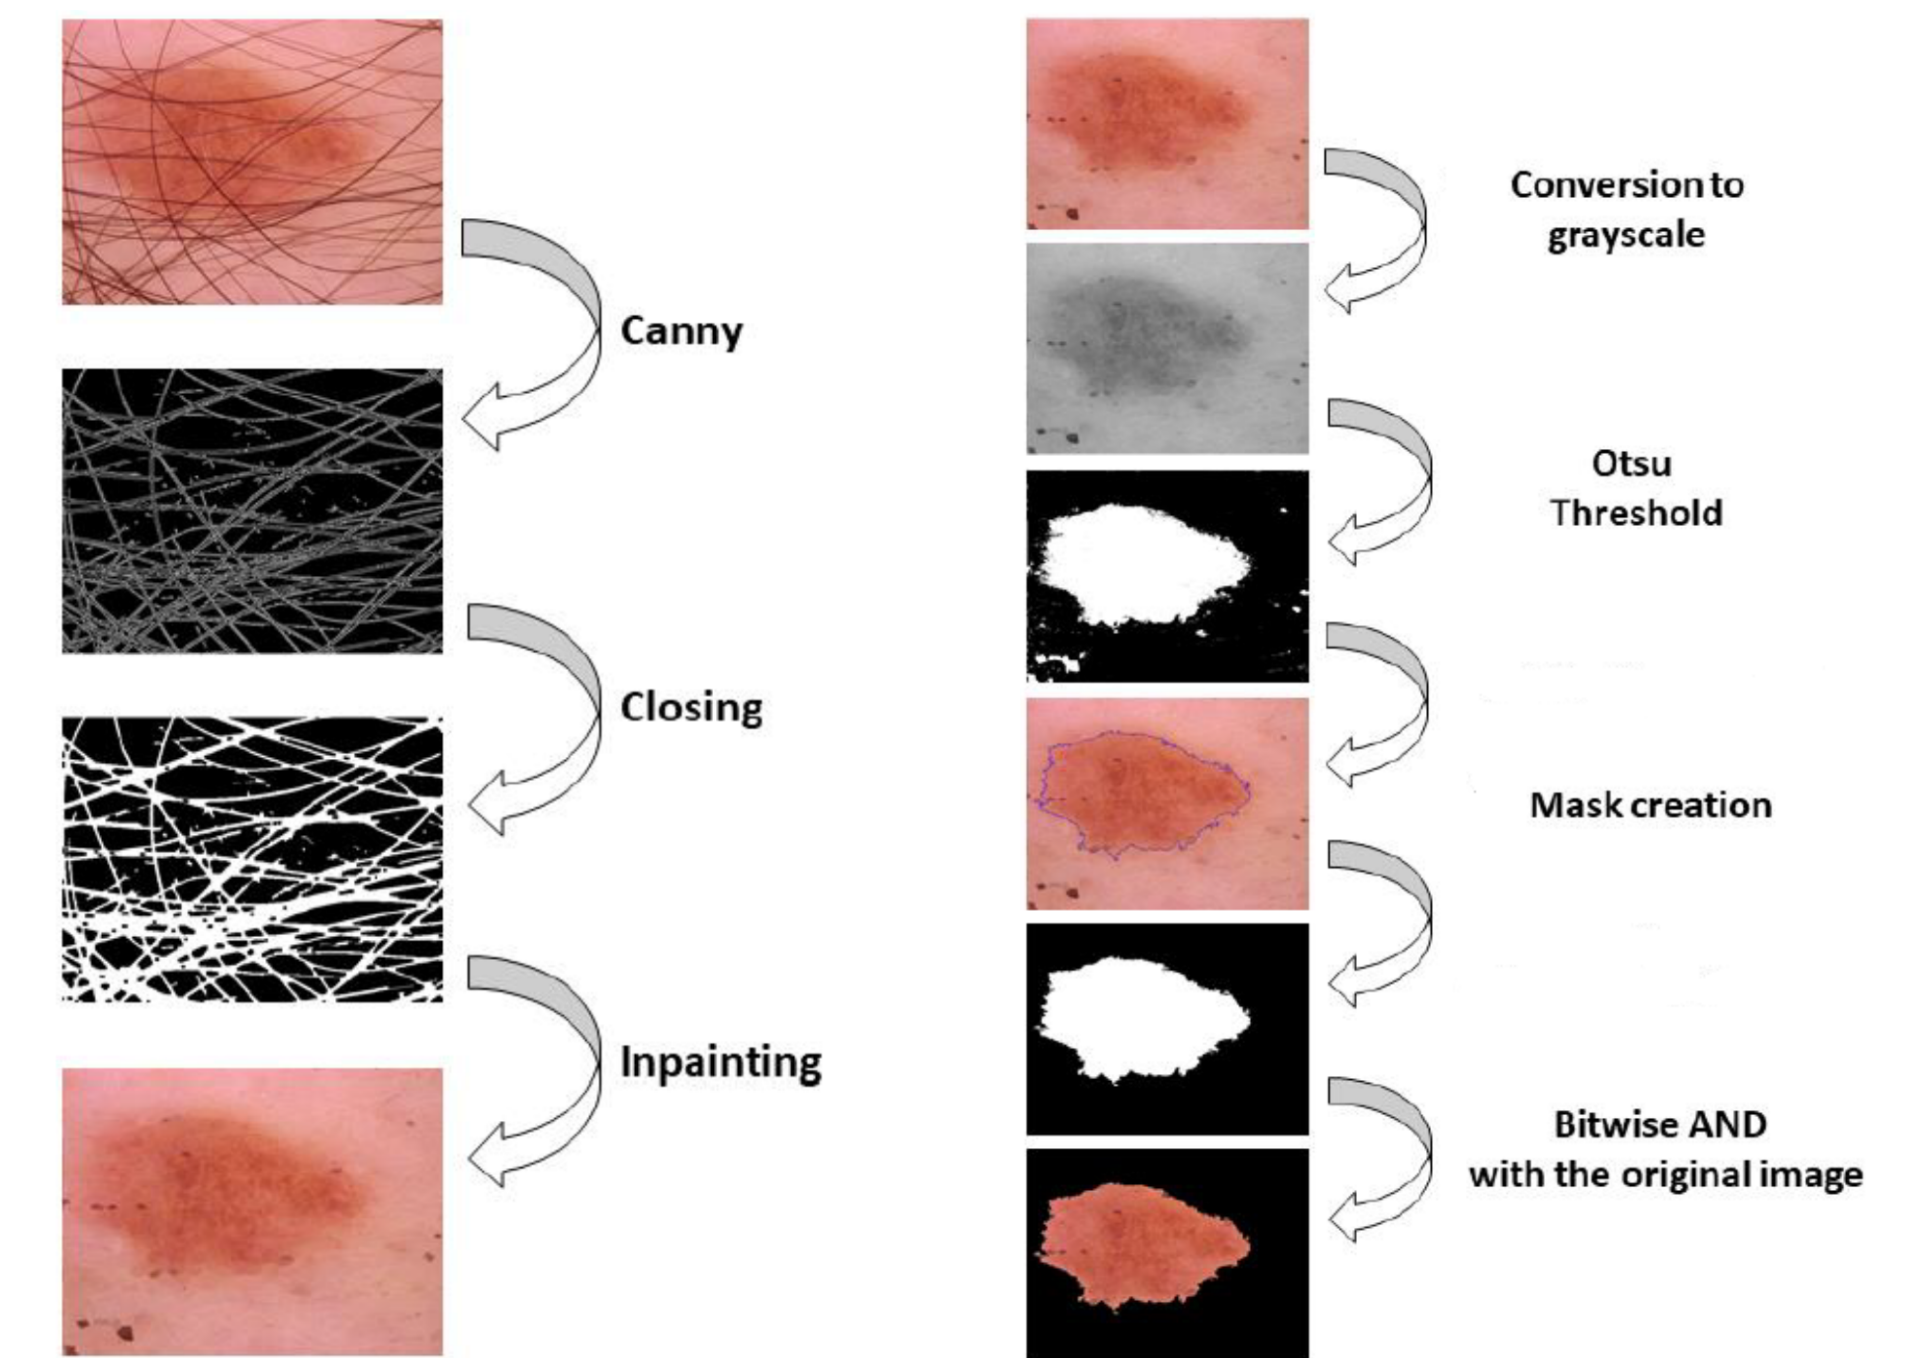 Canny
Closing
Inpainting
Conversion to
grayscale
Otsu
Threshold
Mask creation
Bitwise AND
with the original image